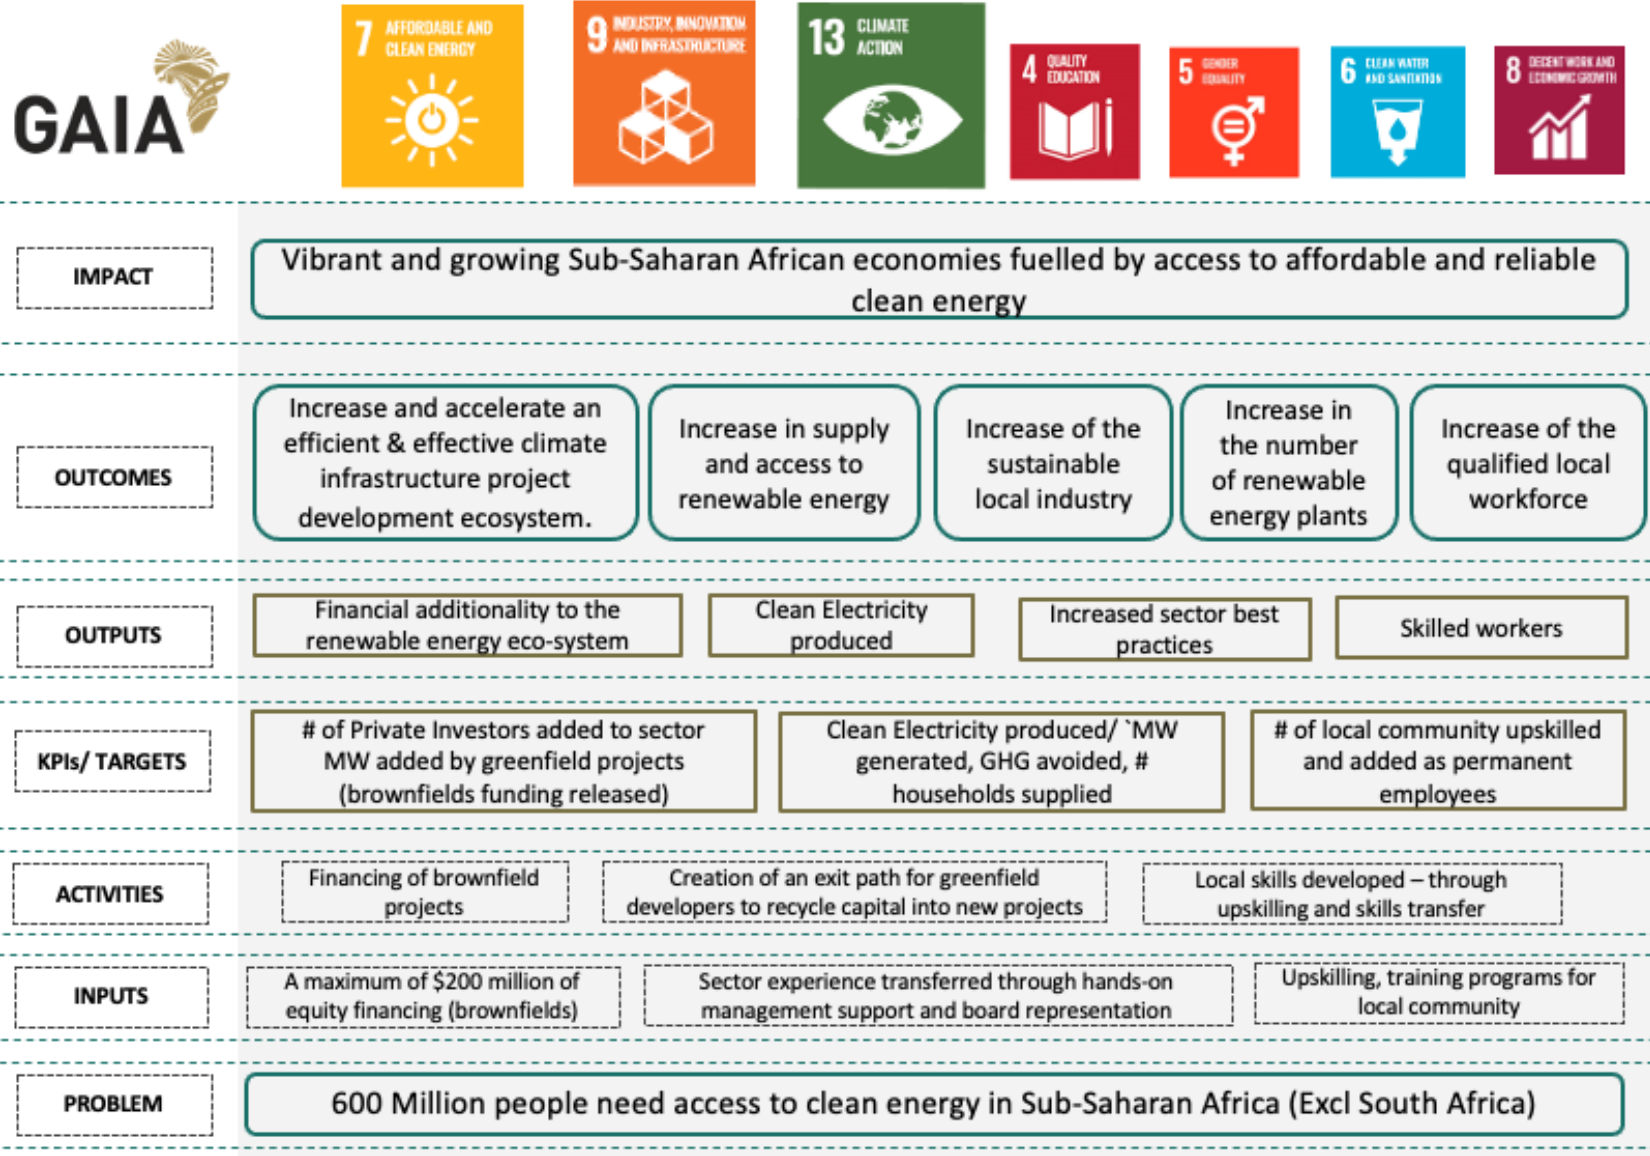 GAIA
7 AFFORDABLE AND
CLEAN ENERGY
9 INDUSTRY, INNOVATION
AND INFRASTRUCTURE
13 CLIMATE
ACTION
4 QUALITY
EDUCATION
5 GENDER
EQUALITY
6 CLEAN WATER
AND SANITATION
8 DECENT WORK AND
ECONOMIC GROWTH
IMPACT
Vibrant and growing Sub-Saharan African economies fuelled by access to affordable and reliable
clean energy
OUTCOMES
Increase and accelerate an
efficient & effective climate
infrastructure project
development ecosystem.
Increase in supply
and access to
renewable energy
Increase of the
sustainable
local industry
Increase in
the number
of renewable
energy plants
Increase of the
qualified local
workforce
OUTPUTS
Financial additionality to the
renewable energy eco-system
Clean Electricity
produced
Increased sector best
practices
Skilled workers
KPIs/ TARGETS
# of Private Investors added to sector
MW added by greenfield projects
(brownfields funding released)
Clean Electricity produced/ `MW
generated, GHG avoided, #
households supplied
# of local community upskilled
and added as permanent
employees
ACTIVITIES
Financing of brownfield
projects
Creation of an exit path for greenfield
developers to recycle capital into new projects
Local skills developed – through
upskilling and skills transfer
INPUTS
A maximum of $200 million of
equity financing (brownfields)
Sector experience transferred through hands-on
management support and board representation
Upskilling, training programs for
local community
PROBLEM
600 Million people need access to clean energy in Sub-Saharan Africa (Excl South Africa)